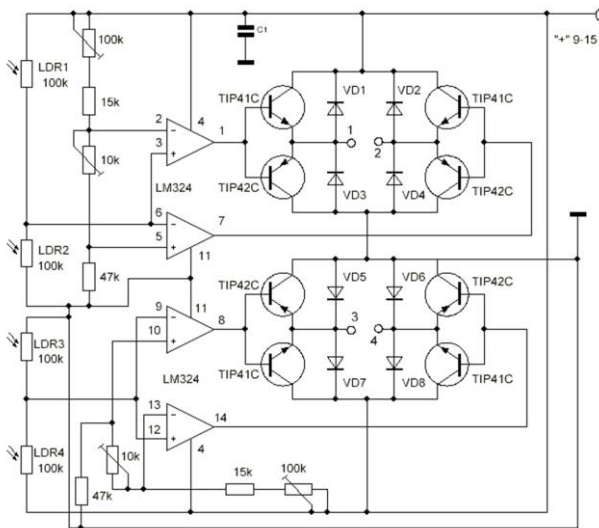 100k
C1
"+" 9-15
LDR1
100k
15k
TIP41C
VD1
VD2
TIP41C
2
−
4
1
3
+
10k
1
2
LM324
TIP42C
VD3
VD4
TIP42C
6
−
7
5
+
LDR2
100k
47k
11
TIP42C
VD5
VD6
TIP42C
9
−
11
8
10
+
3
4
LDR3
100k
LM324
TIP41C
VD7
VD8
TIP41C
13
−
14
12
+
4
LDR4
100k
10k
47k
15k
100k